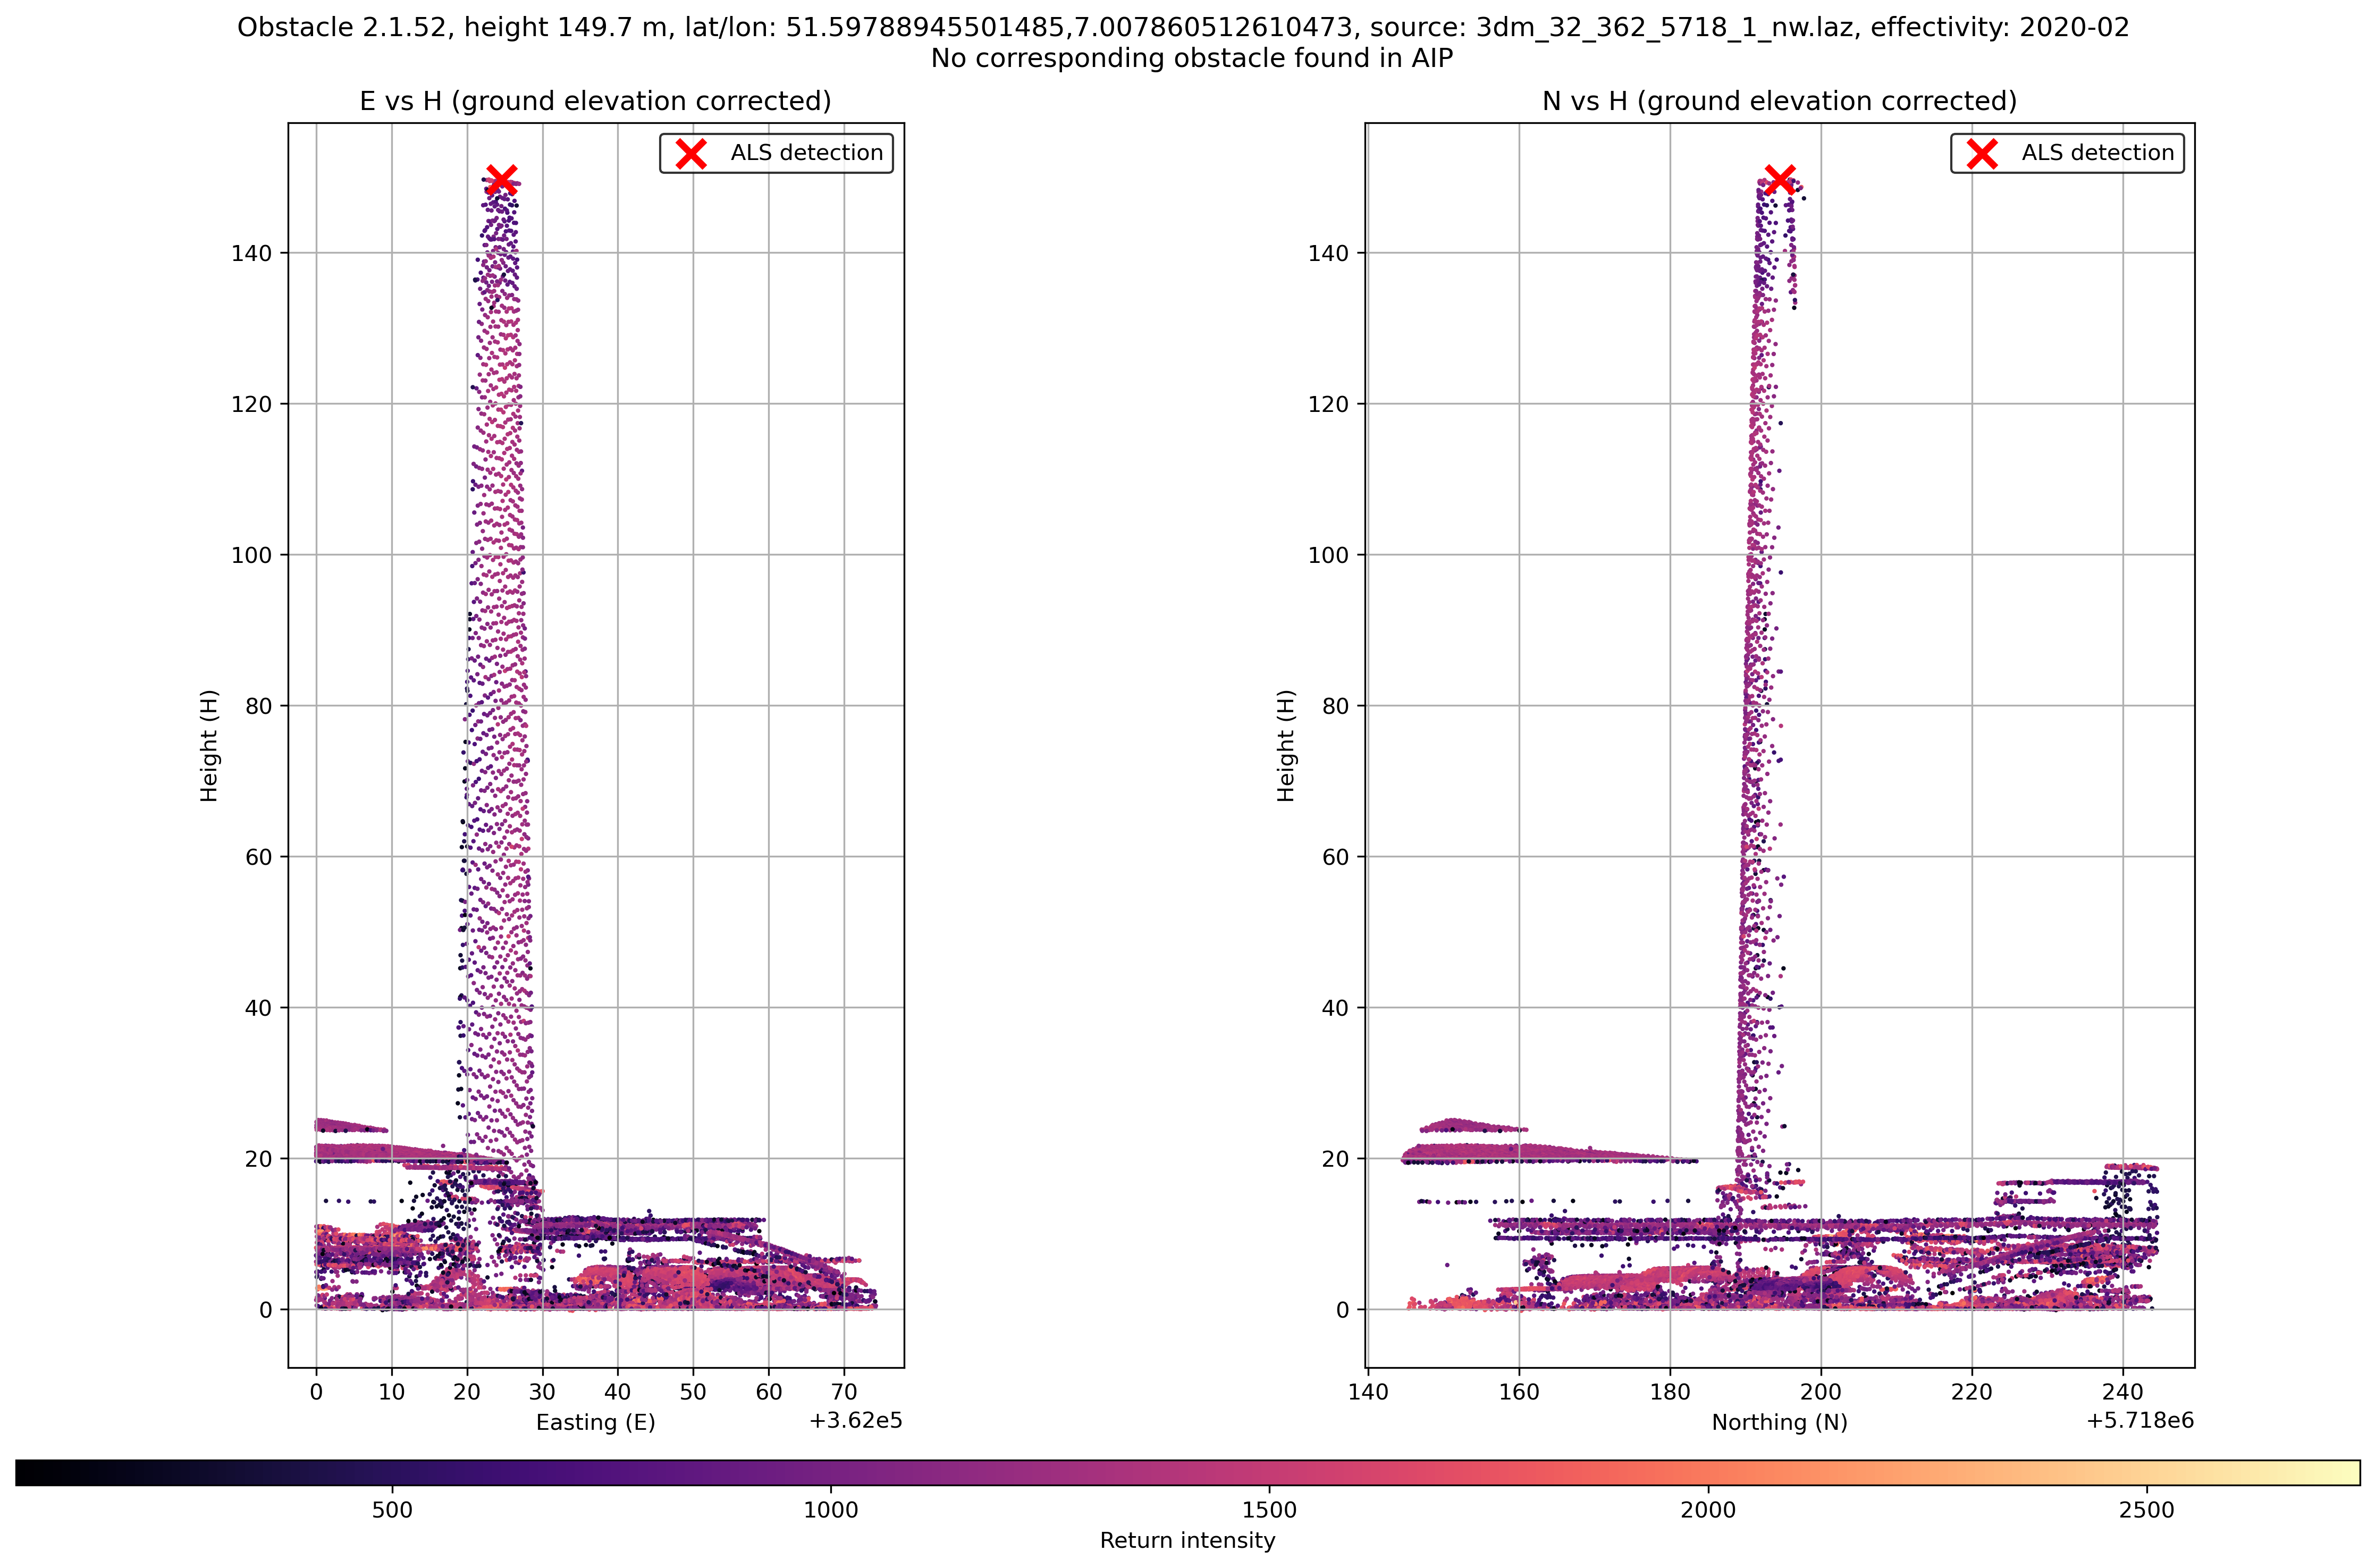 Obstacle 2.1.52, height 149.7 m, lat/lon: 51.59788945501485,7.007860512610473, source: 3dm_32_362_5718_1_nw.laz, effectivity: 2020-02
No corresponding obstacle found in AIP
E vs H (ground elevation corrected)
ALS detection
140
120
100
80
60
40
20
0
Height (H)
0 10 20 30 40 50 60 70
Easting (E)
+3.62e5
N vs H (ground elevation corrected)
ALS detection
140
120
100
80
60
40
20
0
Height (H)
140 160 180 200 220 240
Northing (N)
+5.718e6
500 1000 1500 2000 2500
Return intensity